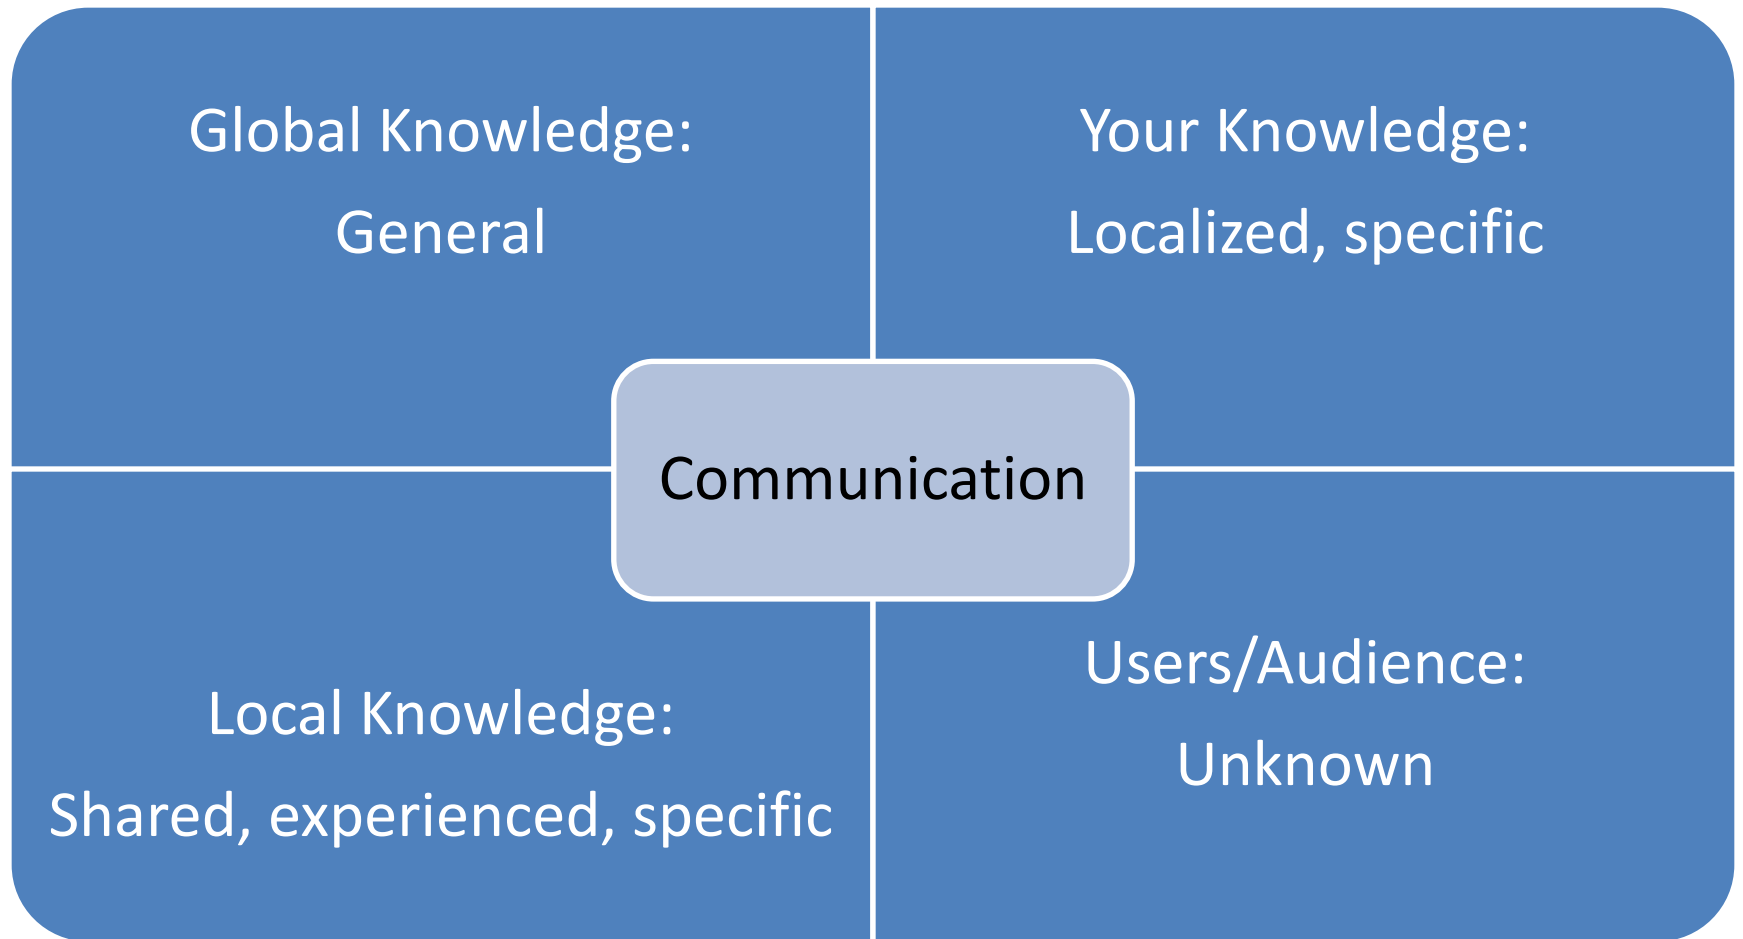 Global Knowledge:
General
Your Knowledge:
Localized, specific
Communication
Local Knowledge:
Shared, experienced, specific
Users/Audience:
Unknown